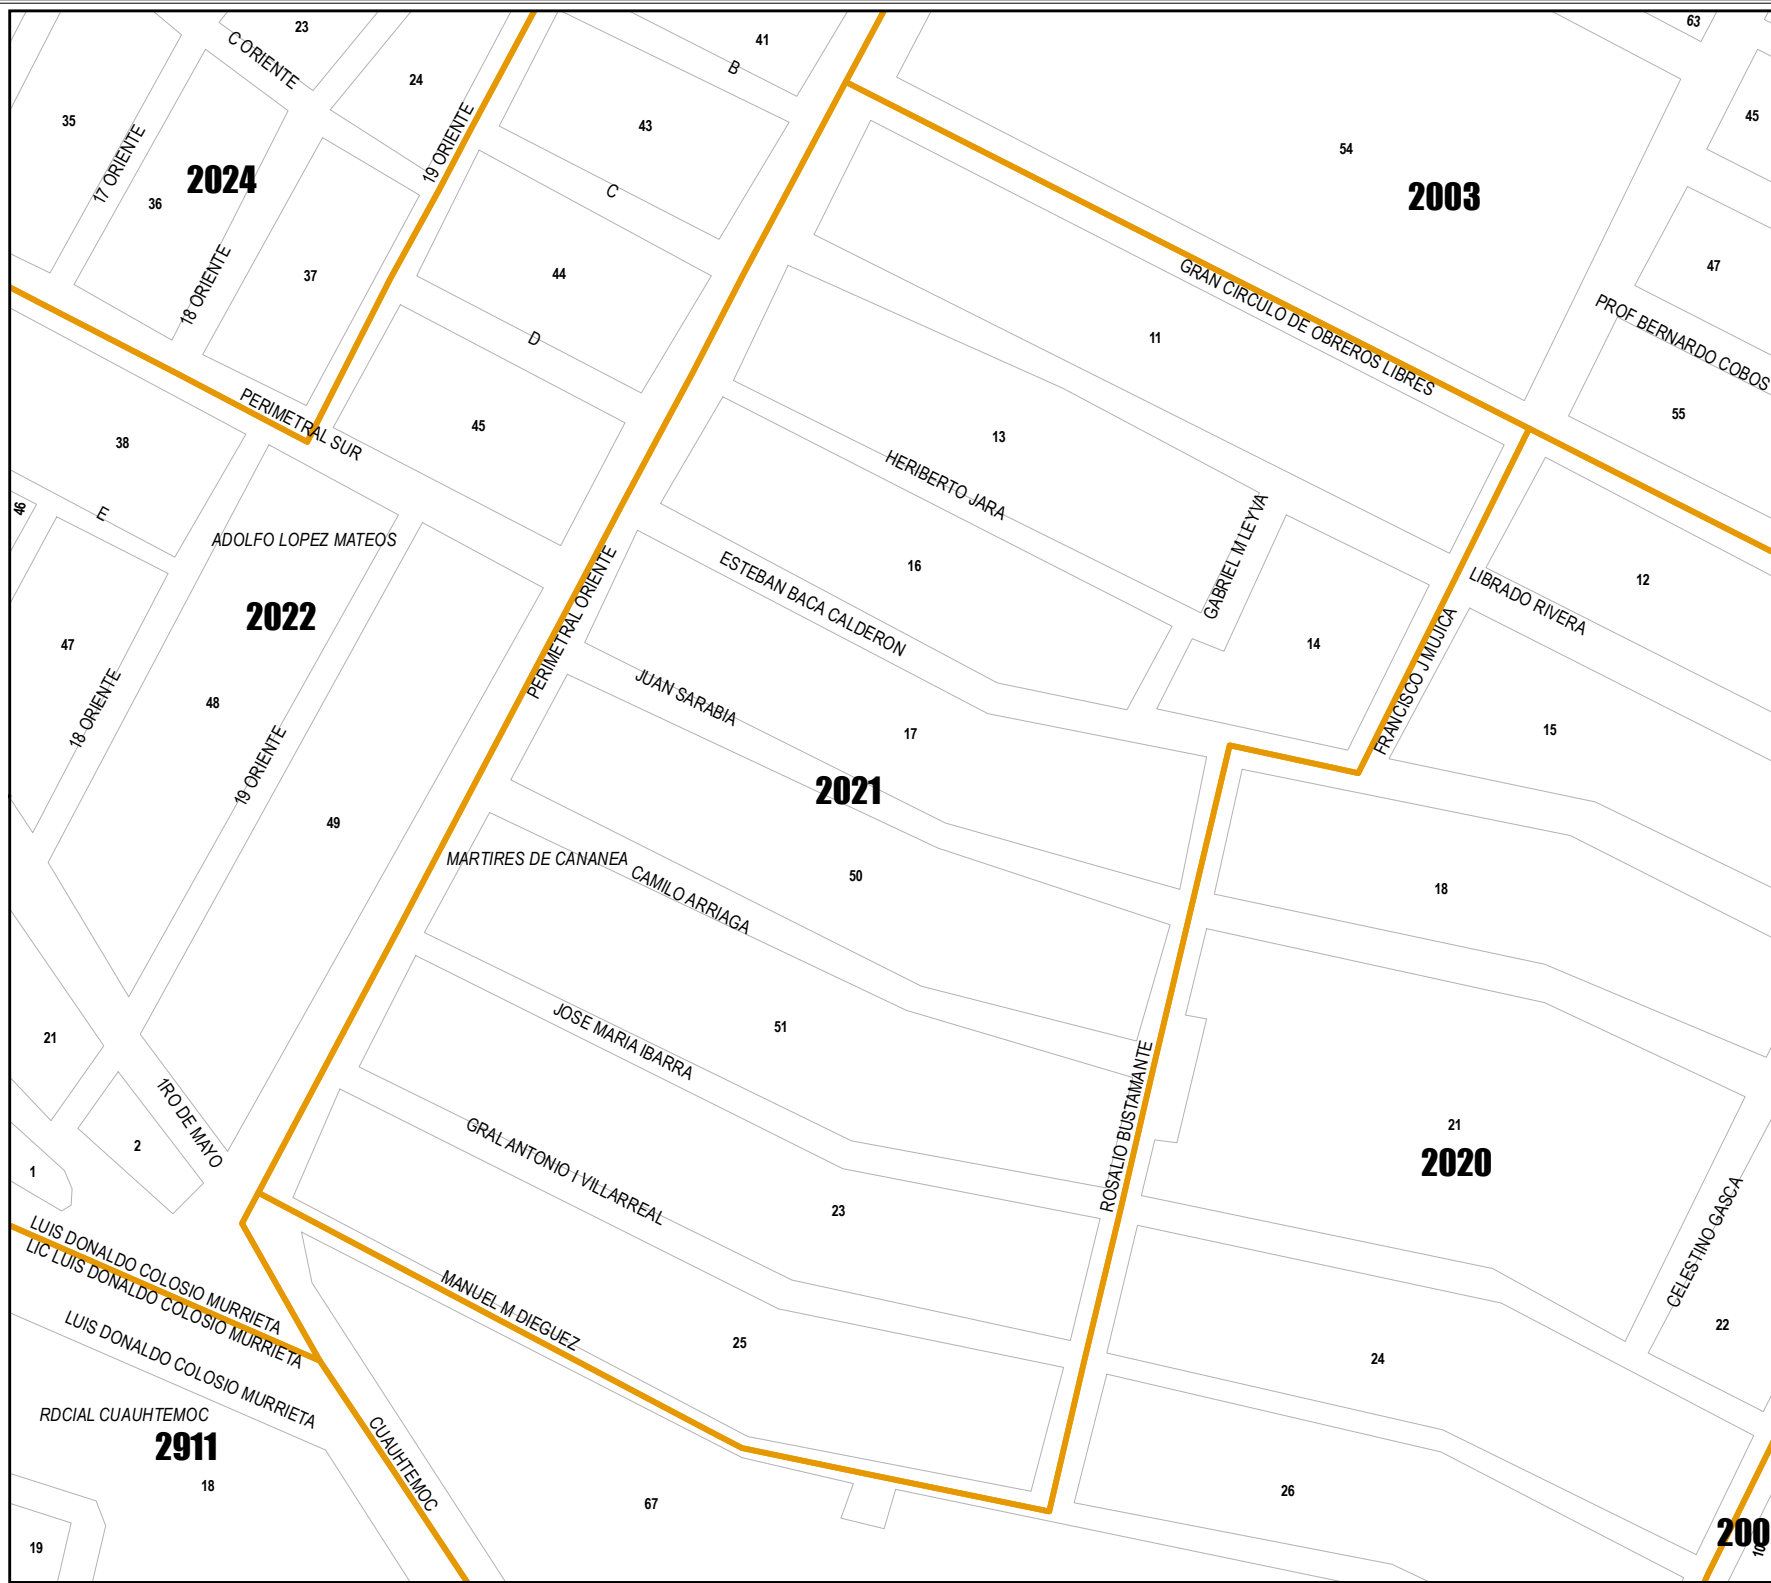 23
C ORIENTE
24
41
B
63
35
17 ORIENTE
36
2024
19 ORIENTE
43
C
54
2003
45
18 ORIENTE
37
44
D
GRAN CIRCULO DE OBREROS LIBRES
11
47
PROF BERNARDO COBOS
55
PERIMETRAL SUR
45
38
46
E
ADOLFO LOPEZ MATEOS
2022
13
HERIBERTO JARA
GABRIEL M LEYVA
16
ESTEBAN BACA CALDERON
PERIMETRAL ORIENTE
JUAN SARABIA
12
LIBRADO RIVERA
FRANCISCO J MUJICA
14
15
47
18 ORIENTE
48
19 ORIENTE
49
17
2021
MARTIRES DE CANANEA
CAMILO ARRIAGA
50
18
51
JOSE MARIA IBARRA
ROSALIO BUSTAMANTE
21
1RO DE MAYO
2
1
21
2020
GRAL ANTONIO I VILLARREAL
23
CELESTINO GASCA
22
LUIS DONALDO COLOSIO MURRIETA
LIC LUIS DONALDO COLOSIO MURRIETA
LUIS DONALDO COLOSIO MURRIETA
MANUEL M DIEGUEZ
25
24
RDCIAL CUAUHTEMOC
2911
18
CUAUHTEMOC
67
26
19
200
10